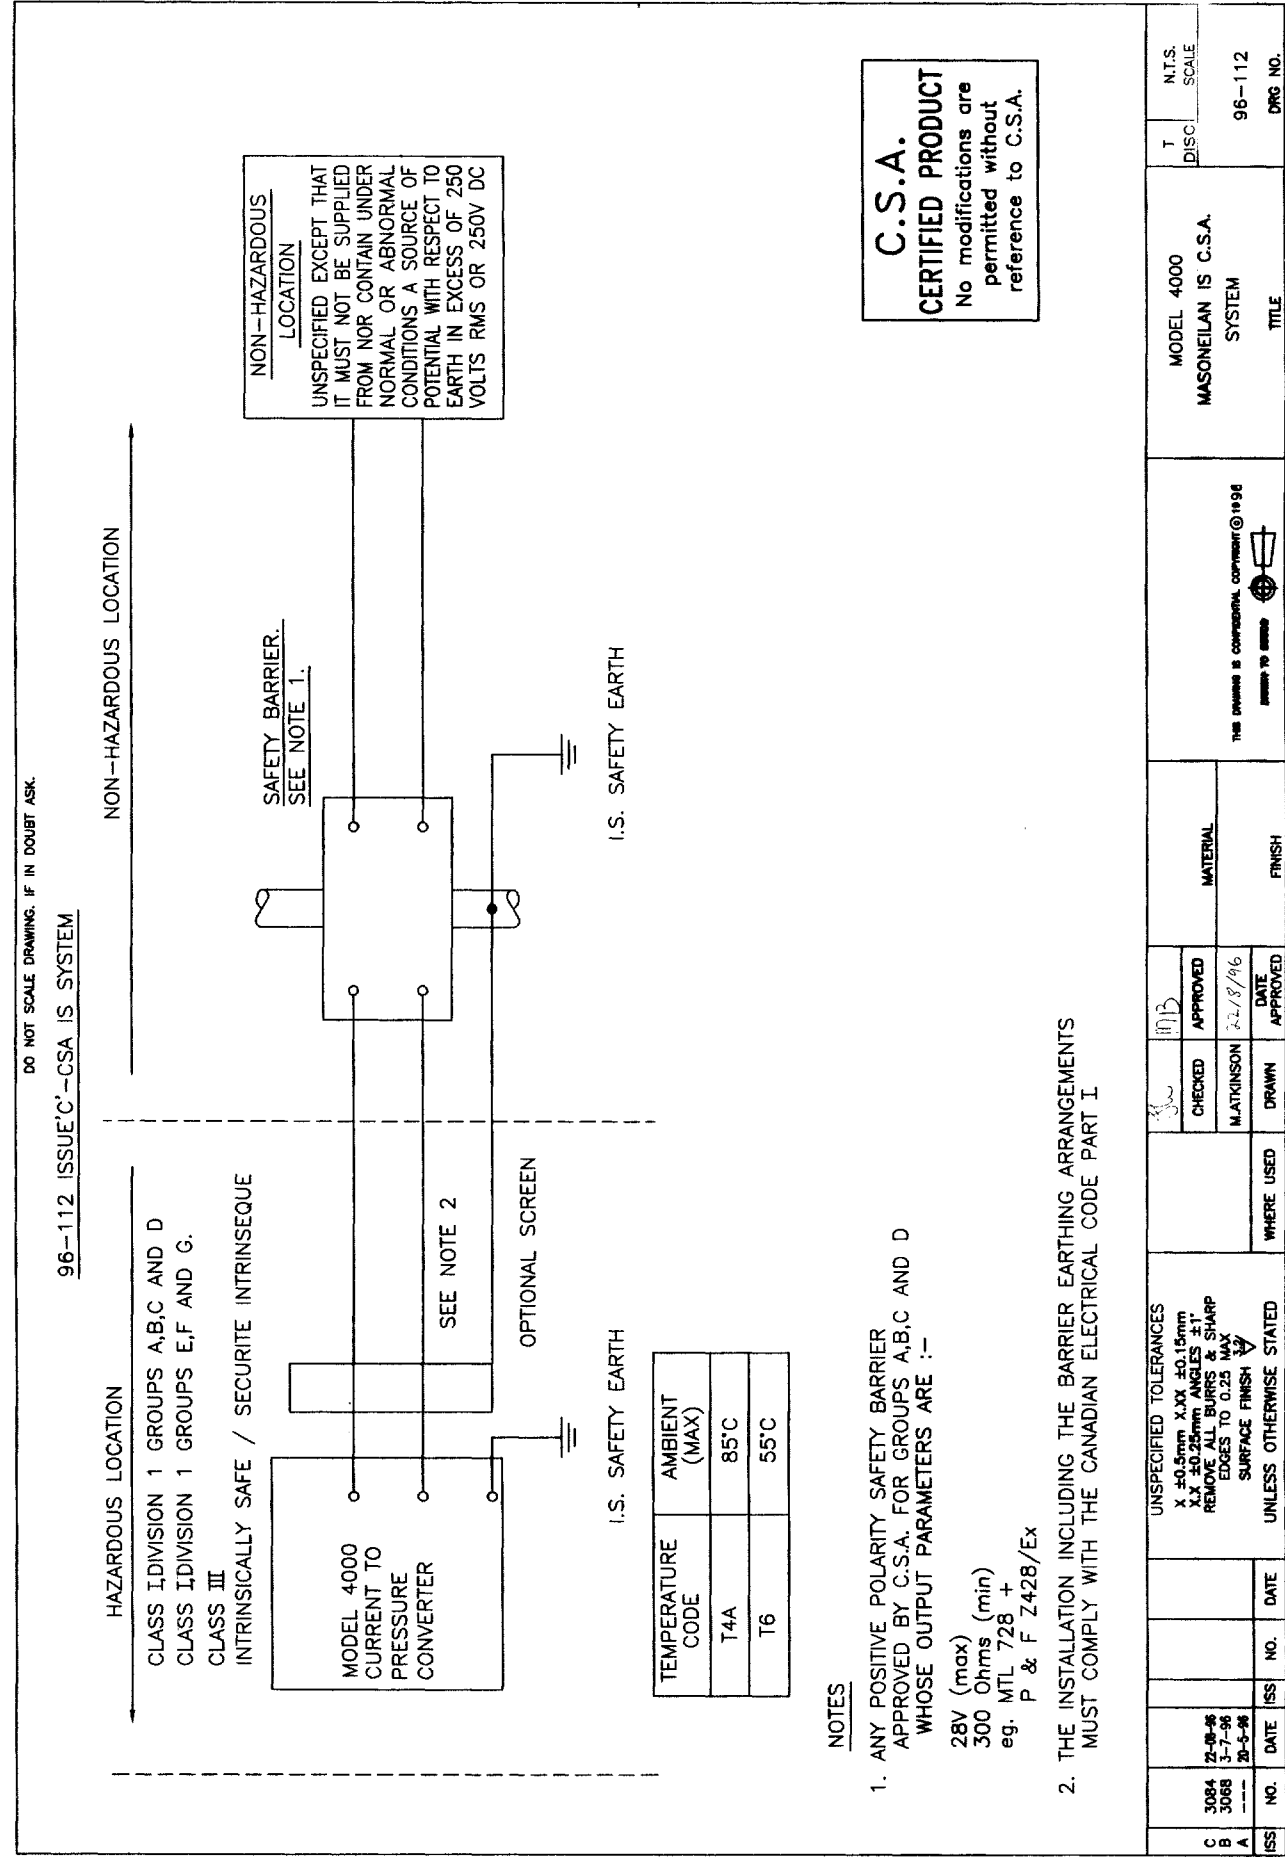 DO NOT SCALE DRAWING. IF IN DOUBT ASK.
96-112 ISSUE'C'-CSA IS SYSTEM
HAZARDOUS LOCATION
NON-HAZARDOUS LOCATION
CLASS I,DIVISION 1 GROUPS A,B,C AND D
CLASS I,DIVISION 1 GROUPS E,F AND G.
CLASS III
INTRINSICALLY SAFE / SECURITE INTRINSEQUE
MODEL 4000
CURRENT TO
PRESSURE
CONVERTER
SEE NOTE 2
OPTIONAL SCREEN
I.S. SAFETY EARTH
SAFETY BARRIER.
SEE NOTE 1.
I.S. SAFETY EARTH
NON-HAZARDOUS
LOCATION
UNSPECIFIED EXCEPT THAT
IT MUST NOT BE SUPPLIED
FROM NOR CONTAIN UNDER
NORMAL OR ABNORMAL
CONDITIONS A SOURCE OF
POTENTIAL WITH RESPECT TO
EARTH IN EXCESS OF 250
VOLTS RMS OR 250V DC
TEMPERATURE CODE
AMBIENT (MAX)
T4A 85°C
T6 55°C
NOTES
1. ANY POSITIVE POLARITY SAFETY BARRIER
APPROVED BY C.S.A. FOR GROUPS A,B,C AND D
WHOSE OUTPUT PARAMETERS ARE :-
28V (max)
300 Ohms (min)
eg. MTL 728 +
P & F Z428/Ex
2. THE INSTALLATION INCLUDING THE BARRIER EARTHING ARRANGEMENTS
MUST COMPLY WITH THE CANADIAN ELECTRICAL CODE PART I
C.S.A.
CERTIFIED PRODUCT
No modifications are
permitted without
reference to C.S.A.
C 3084 22-08-96
B 3068 3-7-96
A --- 20-5-96
ISS NO. DATE ISS NO. DATE
UNSPECIFIED TOLERANCES
X ±0.5mm X.XX ±0.15mm
X.X ±0.25mm ANGLES ±1°
REMOVE ALL BURRS & SHARP
EDGES TO 0.25 MAX
SURFACE FINISH 3.2
UNLESS OTHERWISE STATED
WHERE USED
CHECKED
APPROVED
M.ATKINSON
22/8/96
DRAWN
DATE APPROVED
MATERIAL
FINISH
THIS DRAWING IS CONFIDENTIAL COPYRIGHT © 1996
MODEL 4000
MASONEILAN IS C.S.A.
SYSTEM
TITLE
T
DISC
N.T.S.
SCALE
96-112
DRG NO.